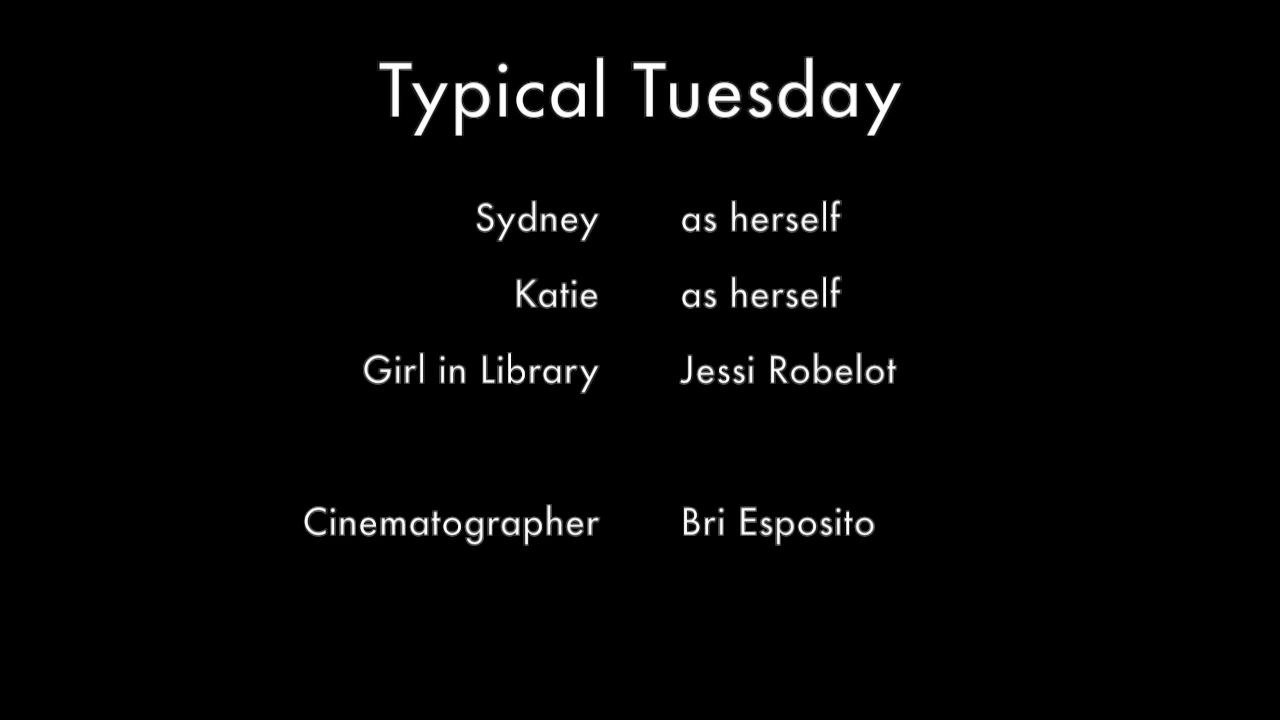 Typical Tuesday
Sydney as herself
Katie as herself
Girl in Library Jessi Robelot
Cinematographer Bri Esposito